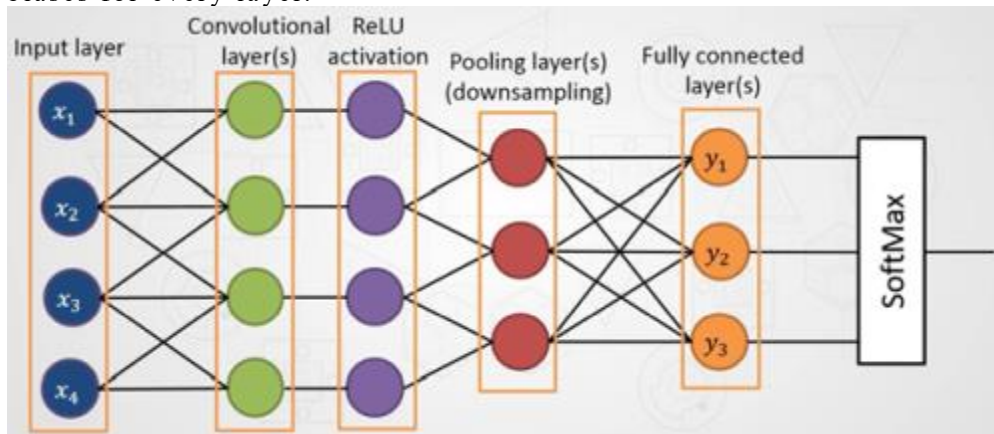 Input layer
Convolutional
layer(s)
ReLU
activation
Pooling layer(s)
(downsampling)
Fully connected
layer(s)
x₁
x₂
x₃
x₄
y₁
y₂
y₃
SoftMax